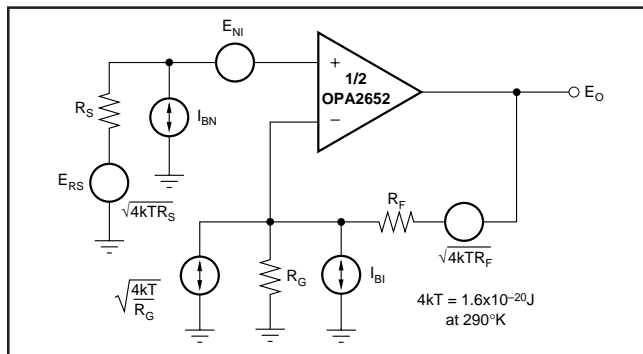 E_NI
+
1/2
OPA2652
−
E_O
R_S
I_BN
E_RS
√4kTR_S
R_F
√4kTR_F
√4kT/R_G
R_G
I_BI
4kT = 1.6x10⁻²⁰J
at 290°K